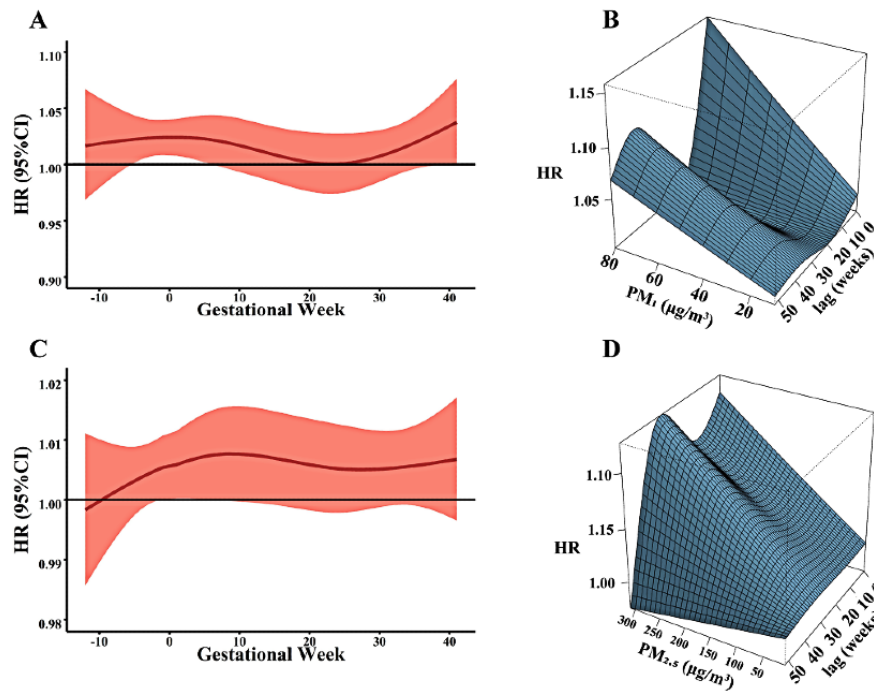 A
HR (95%CI)
1.10
1.05
1.00
0.95
0.90
-10 0 10 20 30 40
Gestational Week
B
HR
1.15
1.10
1.05
80 60 40 20
PM₁ (μg/m³)
50 40 30 20 10 0
lag (weeks)
C
HR (95%CI)
1.02
1.01
1.00
0.99
0.98
-10 0 10 20 30 40
Gestational Week
D
HR
1.10
1.15
1.00
300 250 200 150 100 50
PM₂.₅ (μg/m³)
50 40 30 20 10 0
lag (weeks)